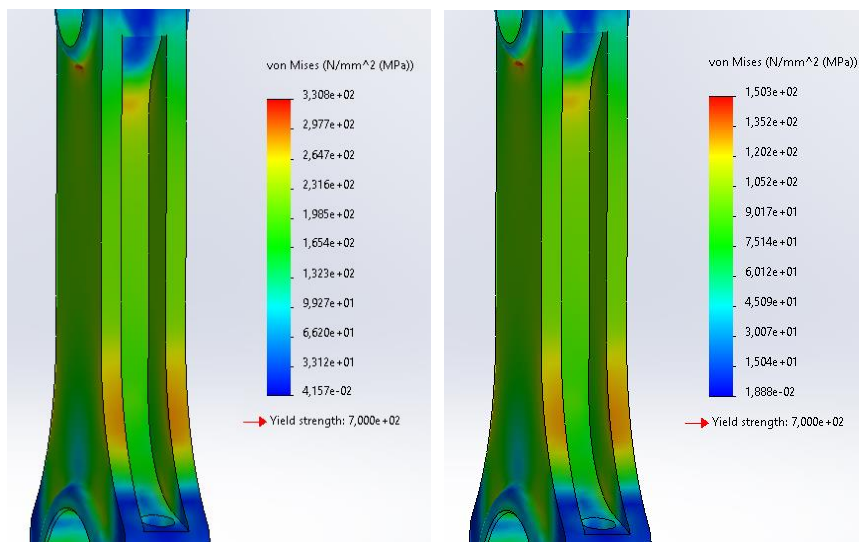 von Mises (N/mm^2 (MPa))
3,308e+02
2,977e+02
2,647e+02
2,316e+02
1,985e+02
1,654e+02
1,323e+02
9,927e+01
6,620e+01
3,312e+01
4,157e-02
Yield strength: 7,000e+02
von Mises (N/mm^2 (MPa))
1,503e+02
1,352e+02
1,202e+02
1,052e+02
9,017e+01
7,514e+01
6,012e+01
4,509e+01
3,007e+01
1,504e+01
1,888e-02
Yield strength: 7,000e+02